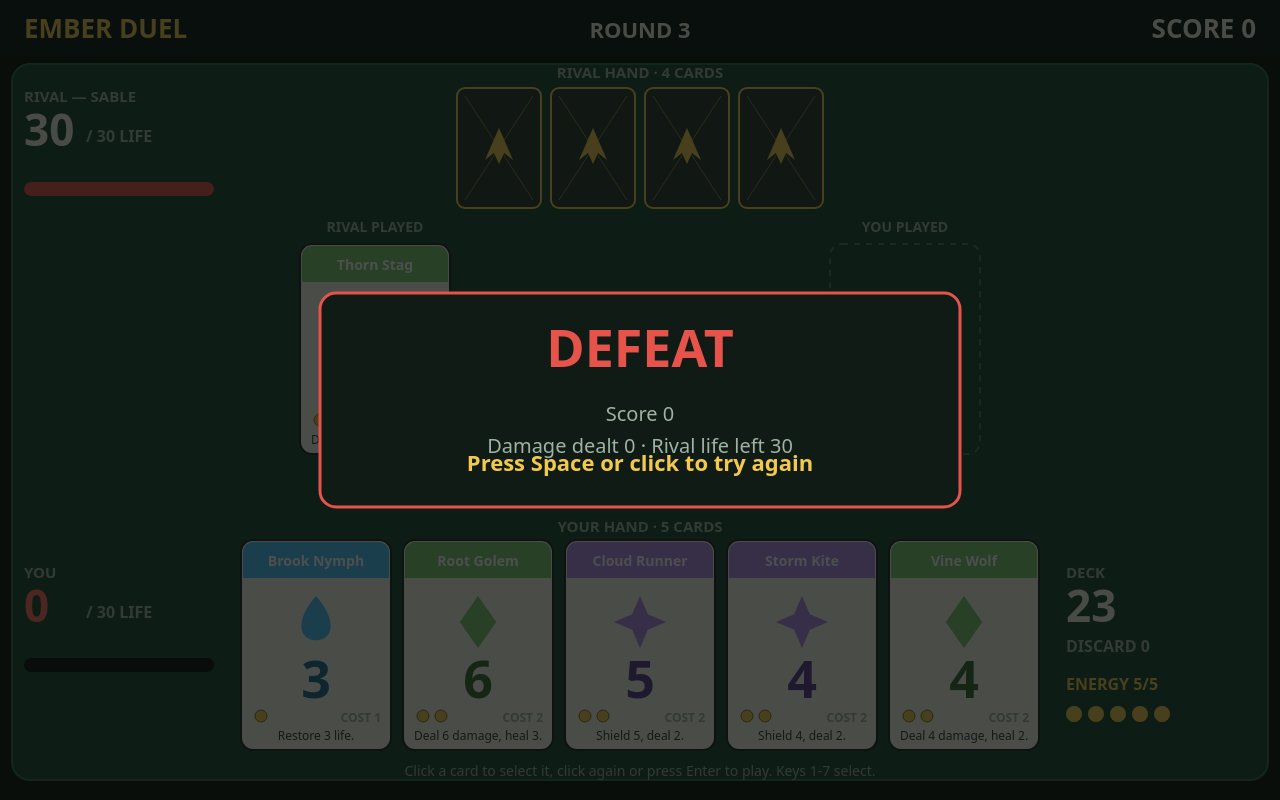 EMBER DUEL
ROUND 3
SCORE 0
RIVAL HAND · 4 CARDS
RIVAL — SABLE
30 / 30 LIFE
RIVAL PLAYED
YOU PLAYED
Thorn Stag
D
DEFEAT
Score 0
Damage dealt 0 · Rival life left 30
Press Space or click to try again
YOUR HAND · 5 CARDS
YOU
0 / 30 LIFE
Brook Nymph
3
COST 1
Restore 3 life.
Root Golem
6
COST 2
Deal 6 damage, heal 3.
Cloud Runner
5
COST 2
Shield 5, deal 2.
Storm Kite
4
COST 2
Shield 4, deal 2.
Vine Wolf
4
COST 2
Deal 4 damage, heal 2.
DECK
23
DISCARD 0
ENERGY 5/5
Click a card to select it, click again or press Enter to play. Keys 1-7 select.